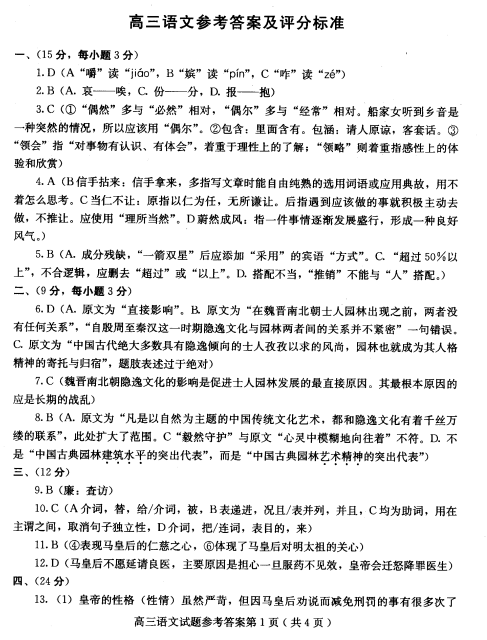 高三语文参考答案及评分标准
一、（15分，每小题3分）
1.D（A“嚼”读“jiáo”，B“嫔”读“pín”，C“咋”读“zé”）
2.B（A. 哀——唉，C. 份——分，D. 报——抱）
3.C（①“偶然”多与“必然”相对，“偶尔”多与“经常”相对。船家女听到乡音是
一种突然的情况，所以应该用“偶尔”。②包含：里面含有。包涵：请人原谅，客套话。③
“领会”指“对事物有认识、有体会”，着重于理性上的了解；“领略”则着重指感性上的体
验和欣赏）
4.A（B信手拈来：信手拿来，多指写文章时能自由纯熟的选用词语或应用典故，用不
着怎么思考。C当仁不让：原指以仁为任，无所谦让。后指遇到应该做的事就积极主动去
做，不推让。应使用“理所当然”。D蔚然成风：指一件事情逐渐发展盛行，形成一种良好
风气。）
5.B（A. 成分残缺，“一箭双星”后应添加“采用”的宾语“方式”。C.“超过50%以
上”，不合逻辑，应删去“超过”或“以上”。D. 搭配不当，“推销”不能与“人”搭配。）
二、（9分，每小题3分）
6.D（A. 原文为“直接影响”。B. 原文为“在魏晋南北朝士人园林出现之前，两者没
有任何关系”，“自殷周至秦汉这一时期隐逸文化与园林两者间的关系并不紧密”一句错误。
C. 原文为“中国古代绝大多数具有隐逸倾向的士人孜孜以求的风尚，园林也就成为其人格
精神的寄托与归宿”，题肢表述过于绝对）
7.C（魏晋南北朝隐逸文化的影响是促进士人园林发展的最直接原因。其最根本原因的
应是长期的战乱）
8.B（A. 原文为“凡是以自然为主题的中国传统文化艺术，都和隐逸文化有着千丝万
缕的联系”，此处扩大了范围。C“毅然守护”与原文“心灵中模糊地向往着”不符。D. 不
是“中国古典园林建筑水平的突出代表”，而是“中国古典园林艺术精神的突出代表”）
三、（12分）
9.B（廉：查访）
10.C（A介词，替，给/介词，被，B表递进，况且/表并列，并且，C均为助词，用在
主谓之间，取消句子独立性，D介词，把/连词，表目的，来）
11.B（④表现马皇后的仁慈之心，⑥体现了马皇后对明太祖的关心）
12.D（马皇后不愿延请良医，主要原因是担心一旦服药不见效，皇帝会迁怒降罪医生）
四、（24分）
13.（1）皇帝的性格（性情）虽然严苛，但因马皇后劝说而减免刑罚的事有很多次了
高三语文试题参考答案第1页（共4页）